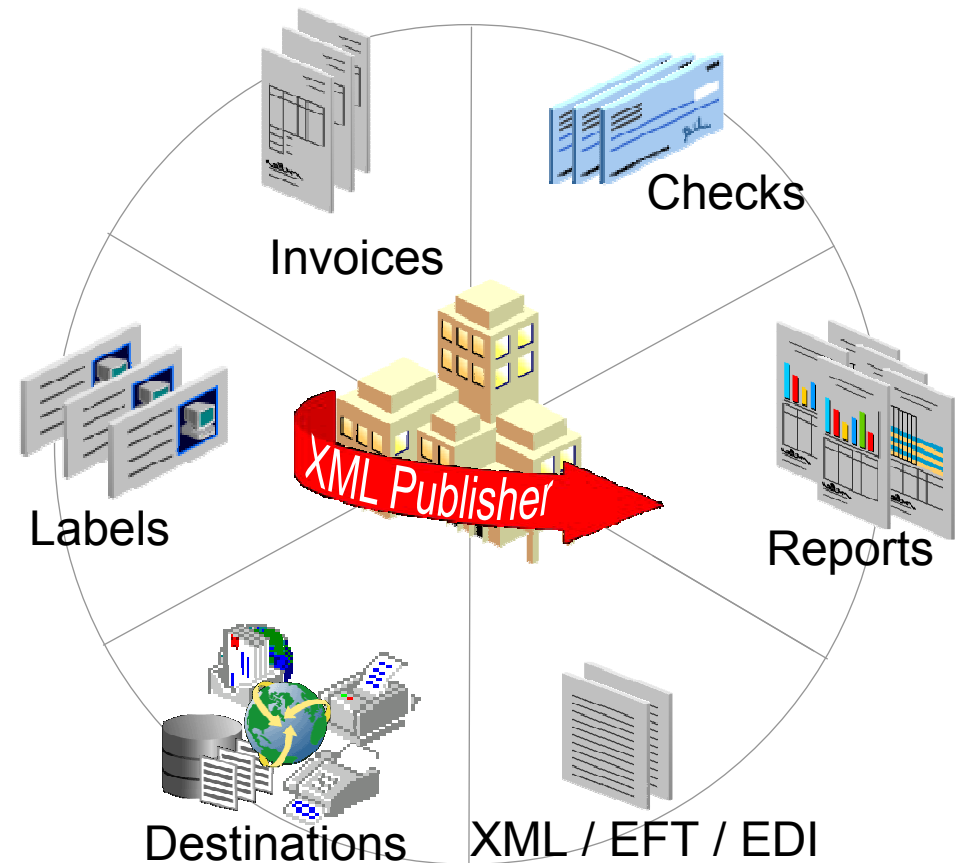 Checks
Invoices
XML Publisher
Labels
Reports
Destinations
XML / EFT / EDI